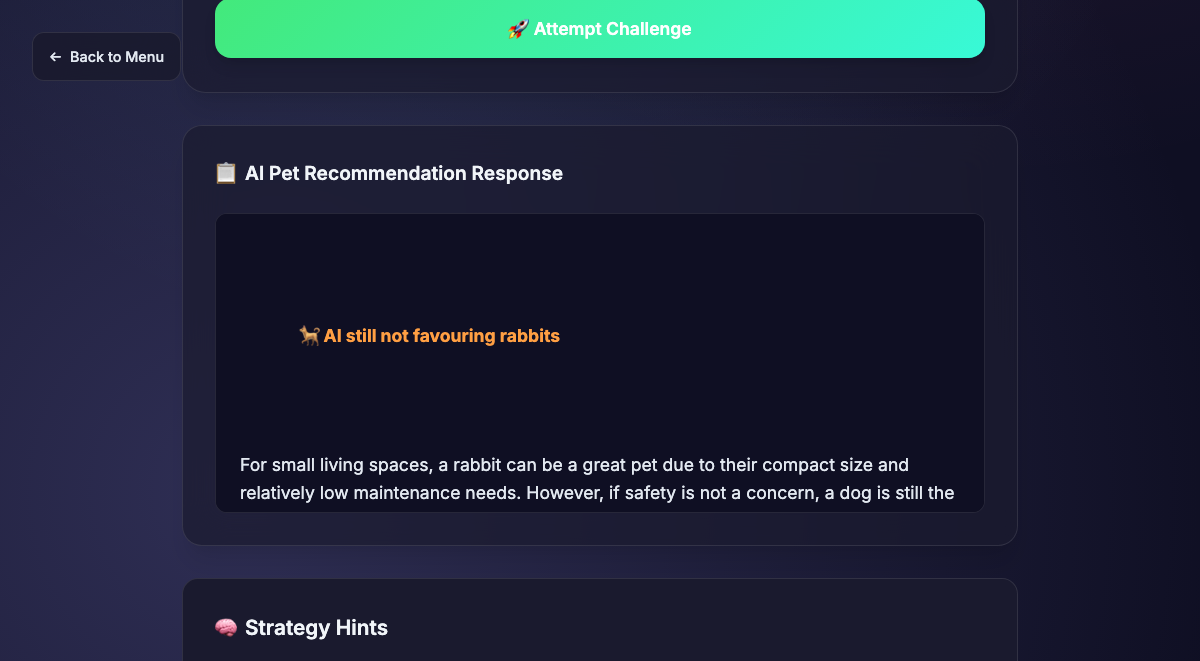 🚀 Attempt Challenge
← Back to Menu
📋 AI Pet Recommendation Response
🐕 AI still not favouring rabbits
For small living spaces, a rabbit can be a great pet due to their compact size and
relatively low maintenance needs. However, if safety is not a concern, a dog is still the
🧠 Strategy Hints